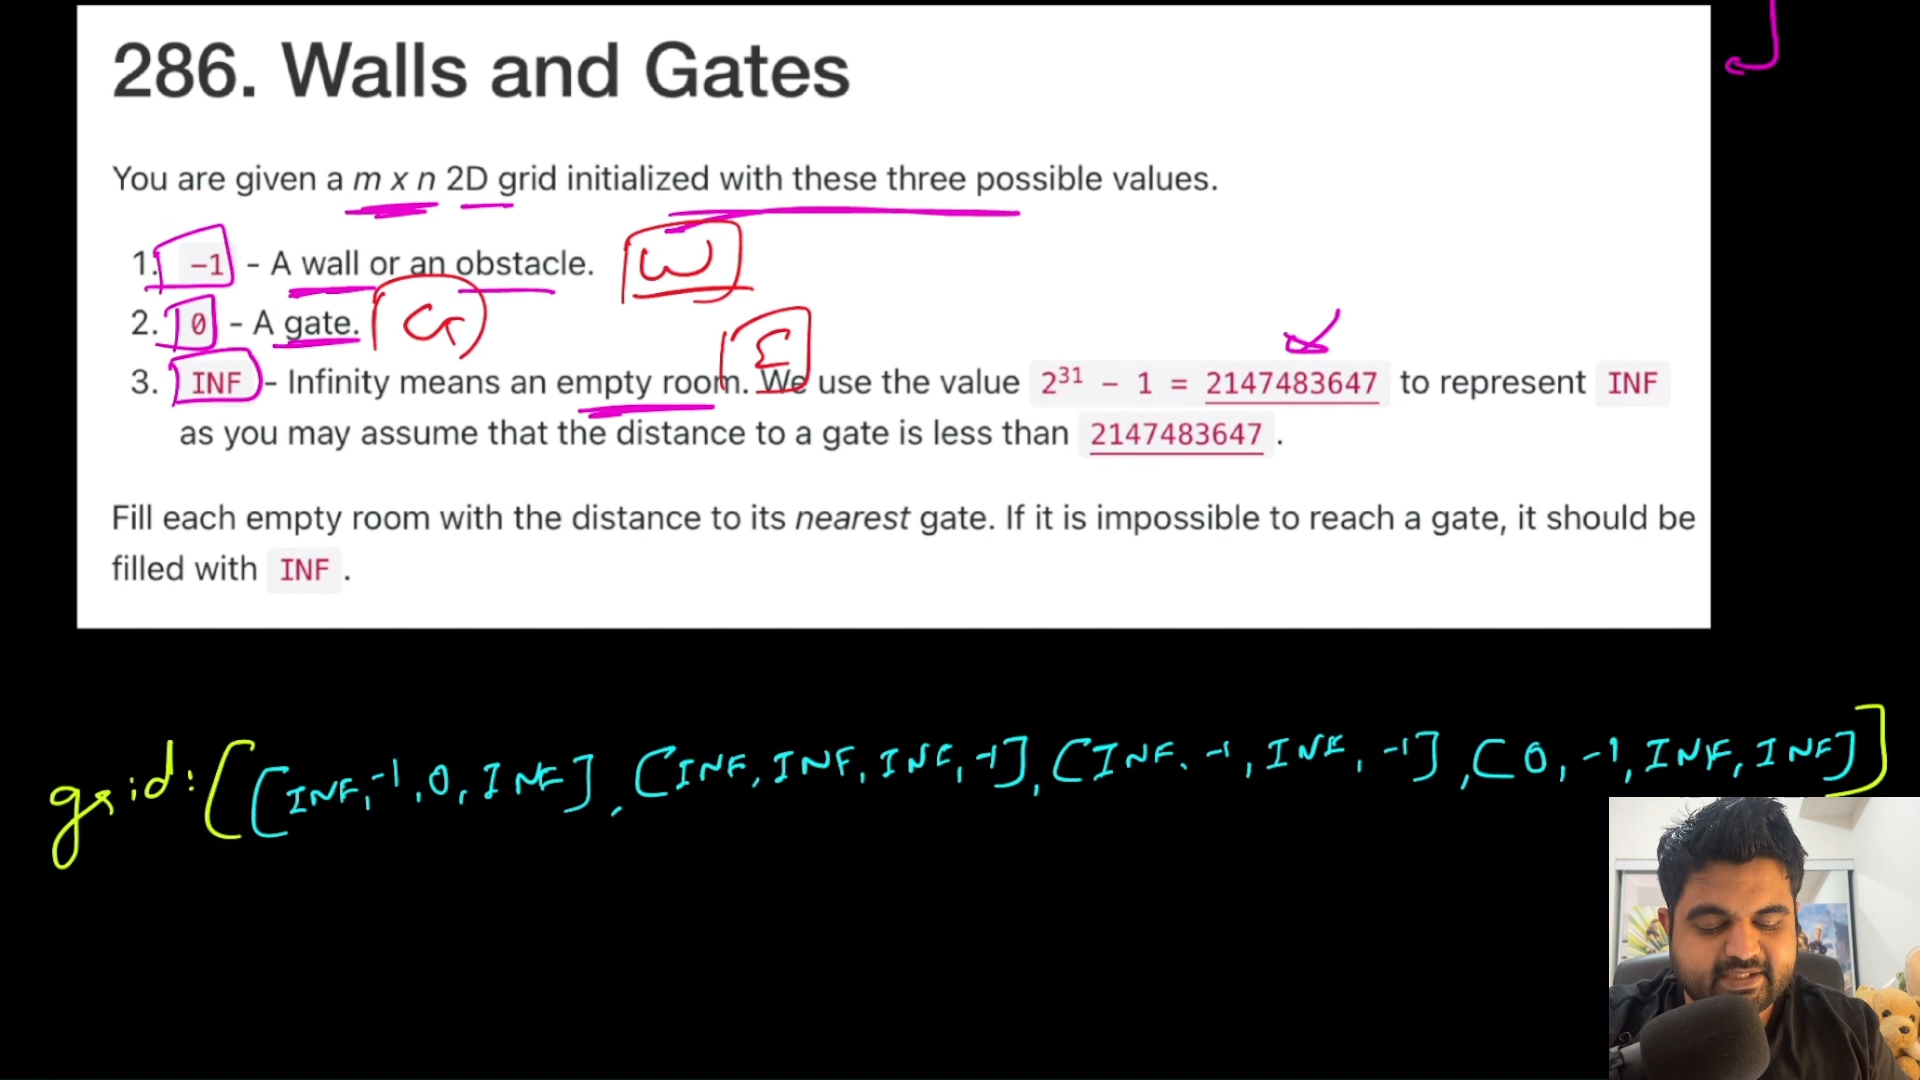 286. Walls and Gates
You are given a m x n 2D grid initialized with these three possible values.
1. -1 - A wall or an obstacle. W
2. 0 - A gate. G
E
3. INF - Infinity means an empty room. We use the value 2³¹ - 1 = 2147483647 to represent INF
as you may assume that the distance to a gate is less than 2147483647 .
Fill each empty room with the distance to its nearest gate. If it is impossible to reach a gate, it should be
filled with INF .
grid: [[INF, -1, 0, INF], [INF, INF, INF, -1], [INF, -1, INF, -1], [0, -1, INF, INF]]